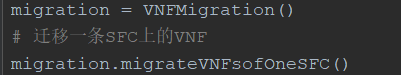 migration = VNFMigration()
# 迁移一条SFC上的VNF
migration.migrateVNFsofOneSFC()